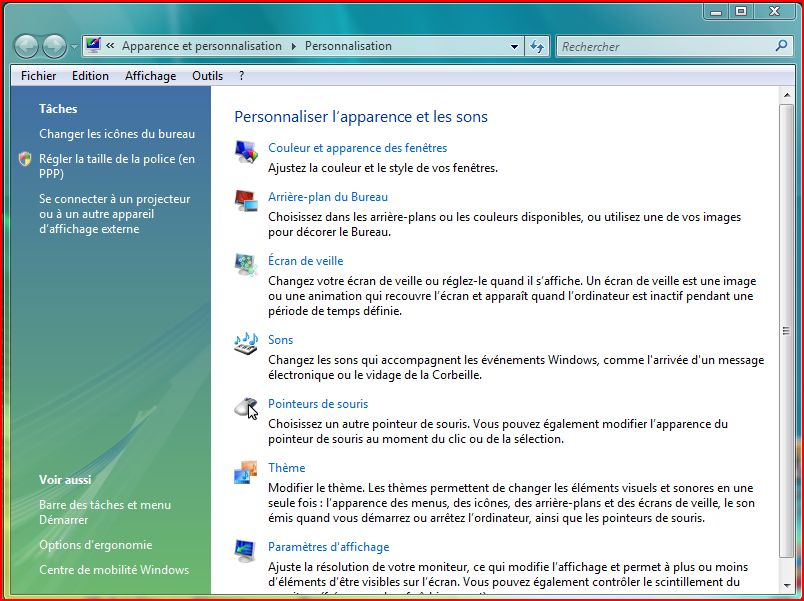 « Apparence et personnalisation Personnalisation
Rechercher
Fichier Edition Affichage Outils ?
Tâches
Changer les icônes du bureau
Régler la taille de la police (en
PPP)
Se connecter à un projecteur
ou à un autre appareil
d'affichage externe
Voir aussi
Barre des tâches et menu
Démarrer
Options d'ergonomie
Centre de mobilité Windows
Personnaliser l'apparence et les sons
Couleur et apparence des fenêtres
Ajustez la couleur et le style de vos fenêtres.
Arrière-plan du Bureau
Choisissez dans les arrière-plans ou les couleurs disponibles, ou utilisez une de vos images
pour décorer le Bureau.
Écran de veille
Changez votre écran de veille ou réglez-le quand il s'affiche. Un écran de veille est une image
ou une animation qui recouvre l'écran et apparaît quand l'ordinateur est inactif pendant une
période de temps définie.
Sons
Changez les sons qui accompagnent les événements Windows, comme l'arrivée d'un message
électronique ou le vidage de la Corbeille.
Pointeurs de souris
Choisissez un autre pointeur de souris. Vous pouvez également modifier l'apparence du
pointeur de souris au moment du clic ou de la sélection.
Thème
Modifier le thème. Les thèmes permettent de changer les éléments visuels et sonores en une
seule fois : l'apparence des menus, des icônes, des arrière-plans et des écrans de veille, le son
émis quand vous démarrez ou arrêtez l'ordinateur, ainsi que les pointeurs de souris.
Paramètres d'affichage
Ajuste la résolution de votre moniteur, ce qui modifie l'affichage et permet à plus ou moins
d'éléments d'être visibles sur l'écran. Vous pouvez également contrôler le scintillement du